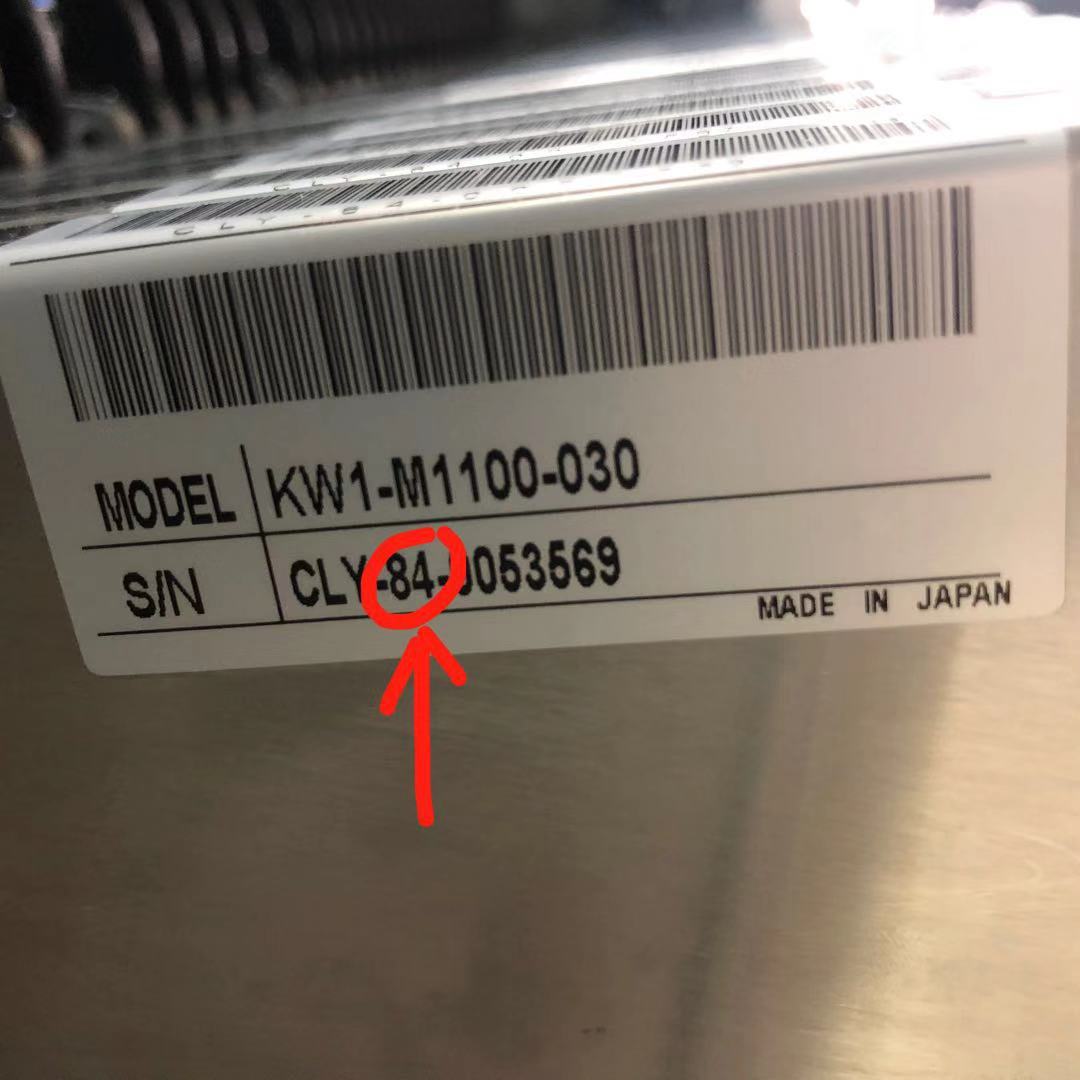 MODEL KW1-M1100-030
S/N CLY-84-0053569
MADE IN JAPAN